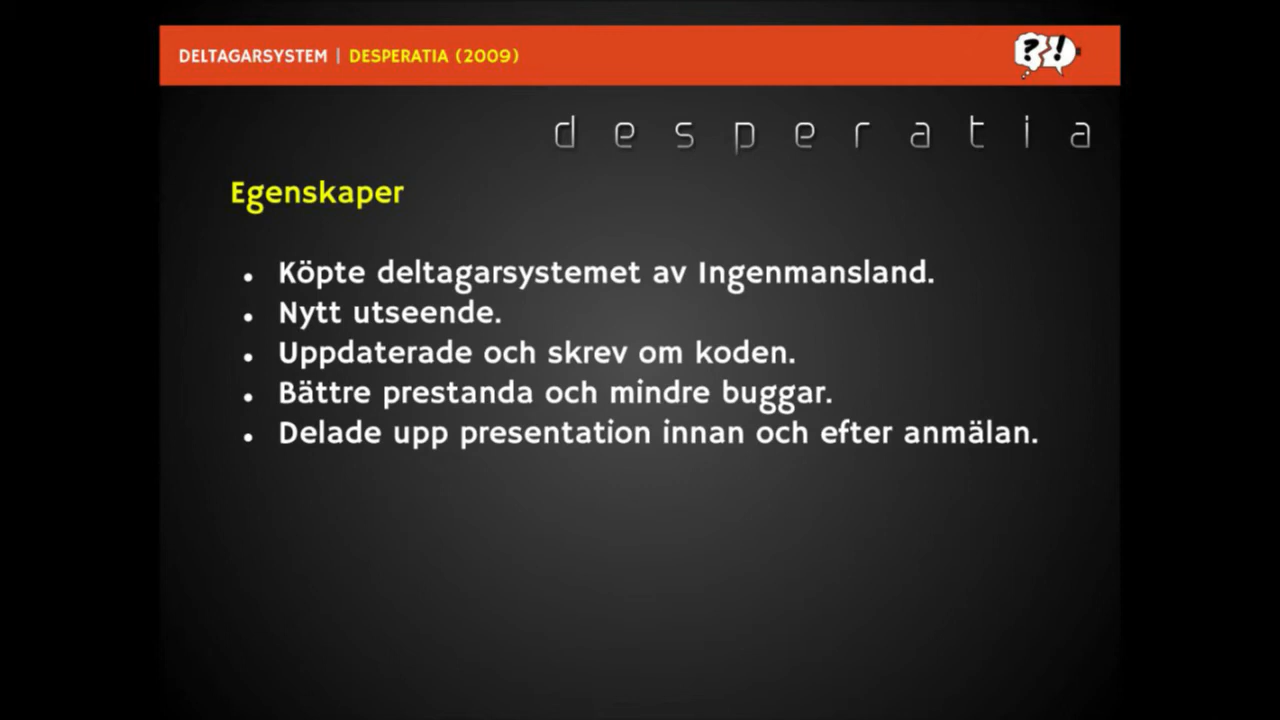 DELTAGARSYSTEM | DESPERATIA (2009)
?!
desperatia
Egenskaper
• Köpte deltagarsystemet av Ingenmansland.
• Nytt utseende.
• Uppdaterade och skrev om koden.
• Bättre prestanda och mindre buggar.
• Delade upp presentation innan och efter anmälan.